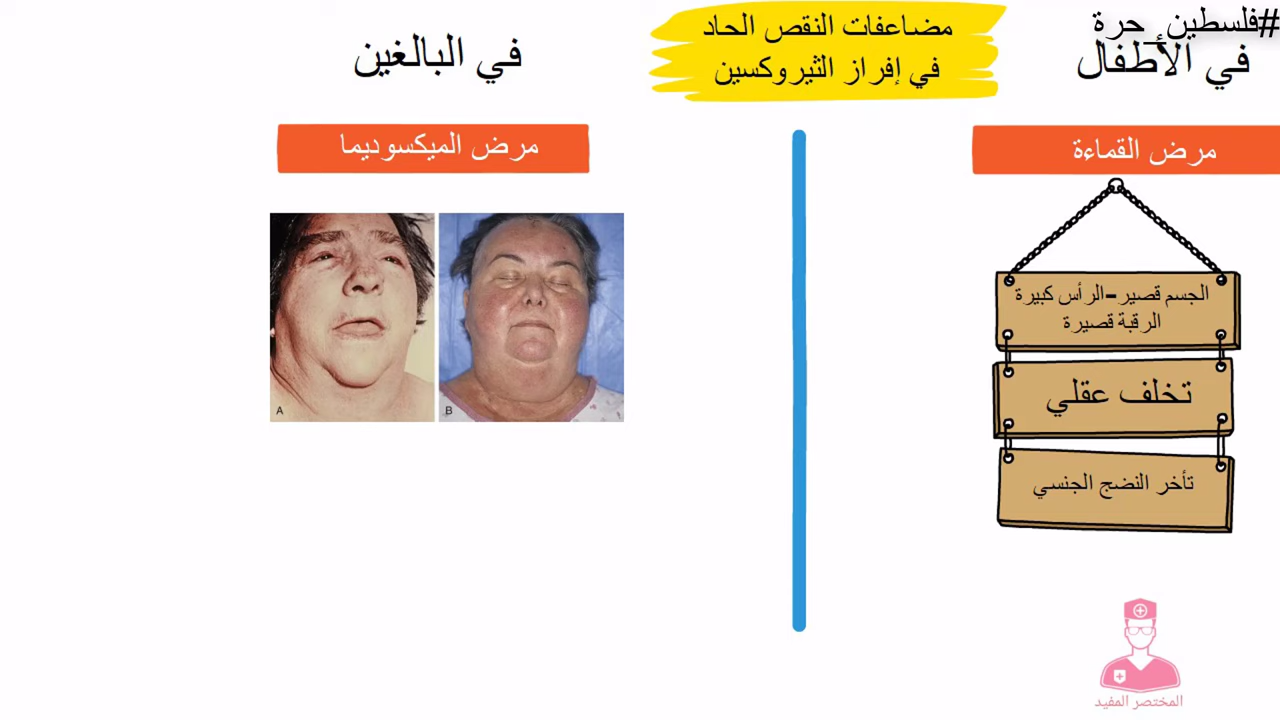 #فلسطين_حرة
في الأطفال
مضاعفات النقص الحاد
في إفراز الثيروكسين
في البالغين
مرض القماءة
الجسم قصير-الرأس كبيرة
الرقبة قصيرة
تخلف عقلي
تأخر النضج الجنسي
مرض الميكسوديما
A
B
المختصر المفيد